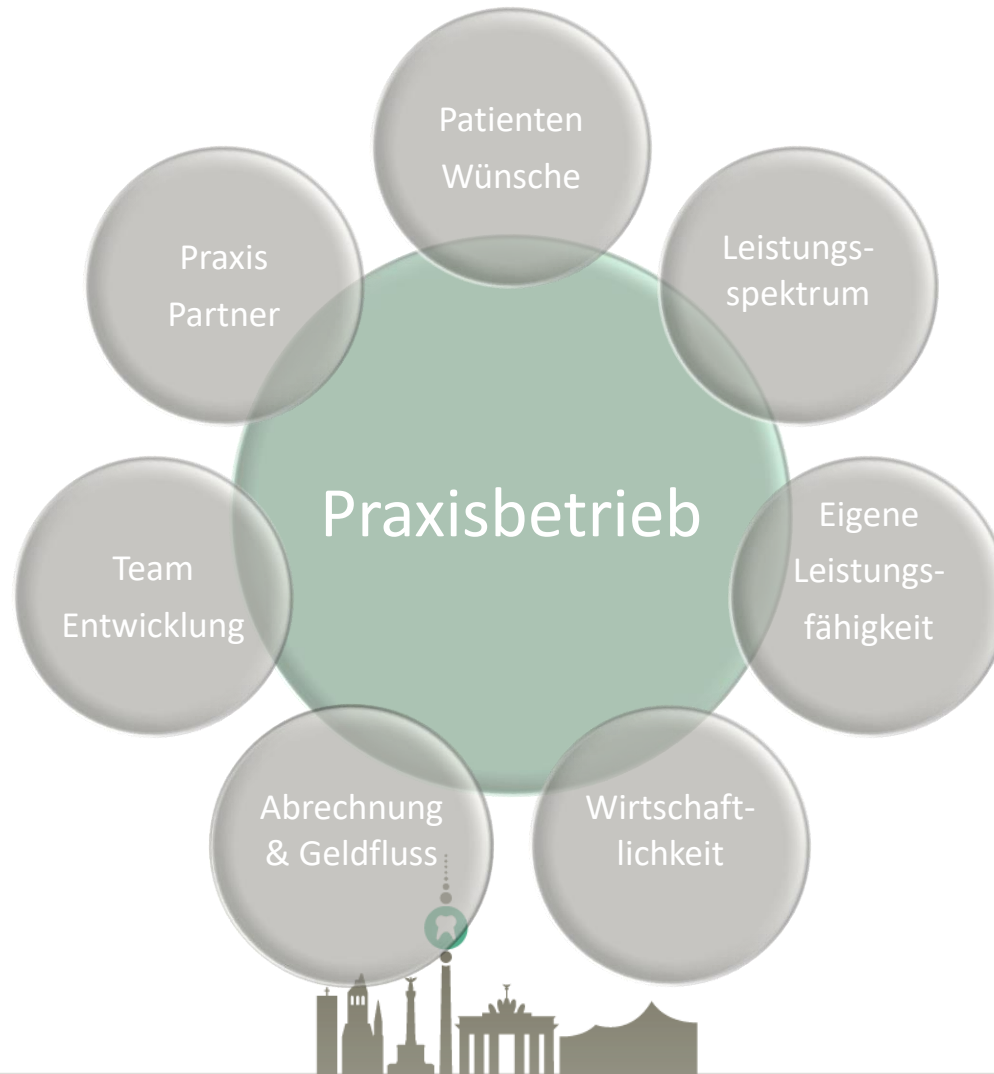 Patienten
Wünsche
Leistungs-
spektrum
Eigene
Leistungs-
fähigkeit
Wirtschaft-
lichkeit
Abrechnung
& Geldfluss
Team
Entwicklung
Praxis
Partner
Praxisbetrieb